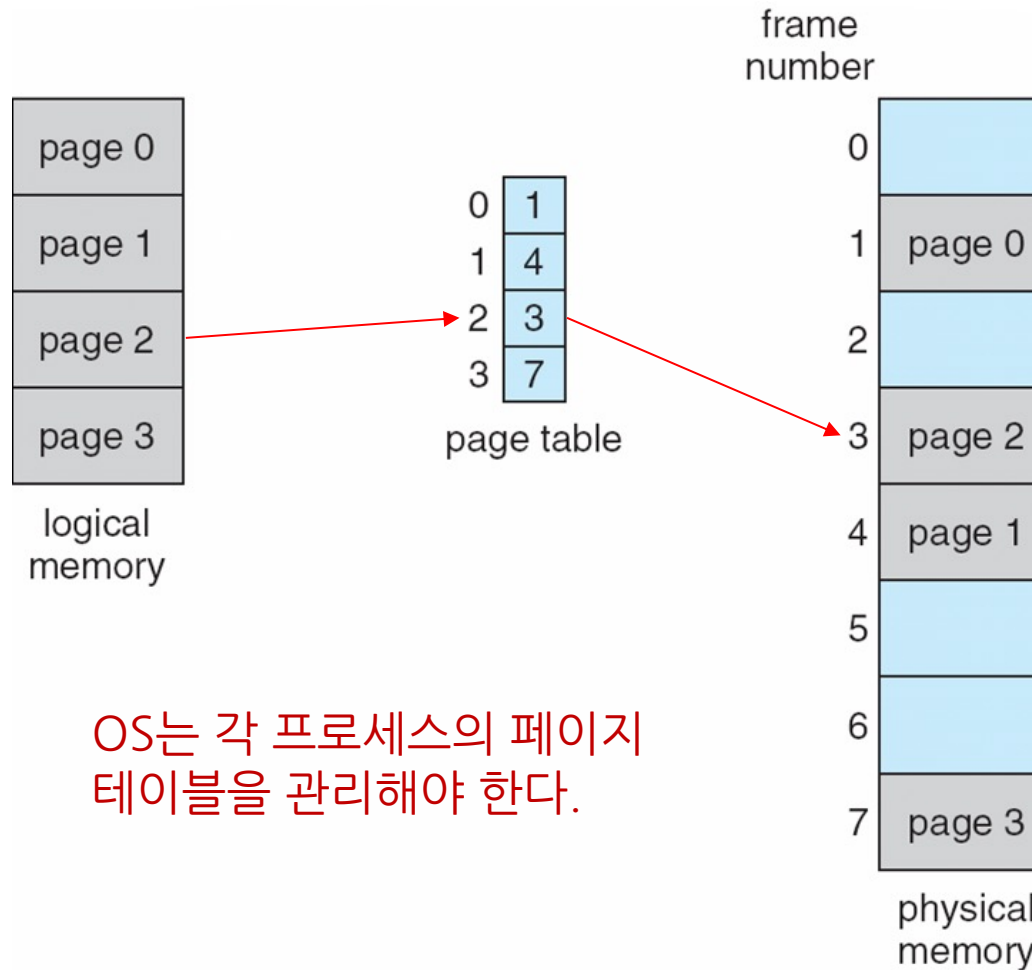 frame
number
page 0
page 1
page 2
page 3
logical
memory
0 1
1 4
2 3
3 7
page table
0
1 page 0
2
3 page 2
4 page 1
5
6
7 page 3
physical
memory
OS는 각 프로세스의 페이지
테이블을 관리해야 한다.